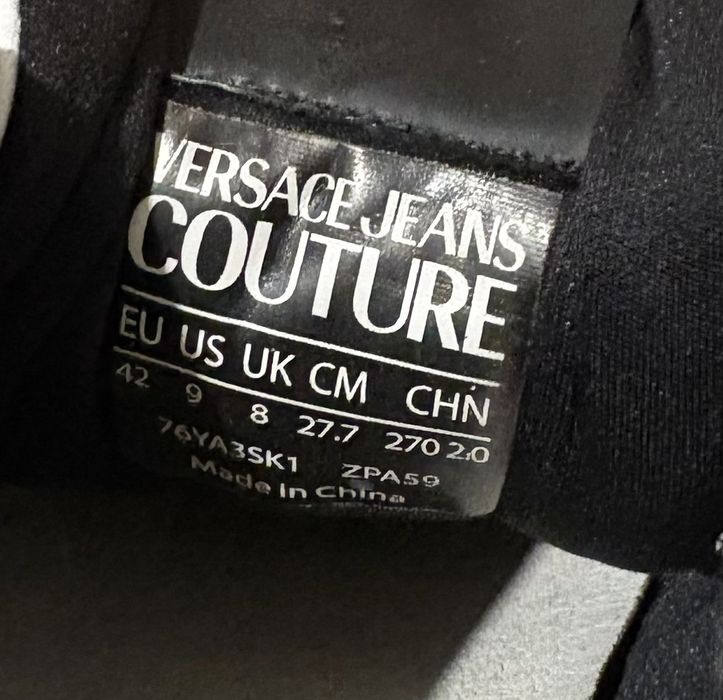 VERSACE JEANS
COUTURE
EU US UK CM CHN
42 9 8 27.7 270 2.0
76YA3SK1 ZPA59
Made In China